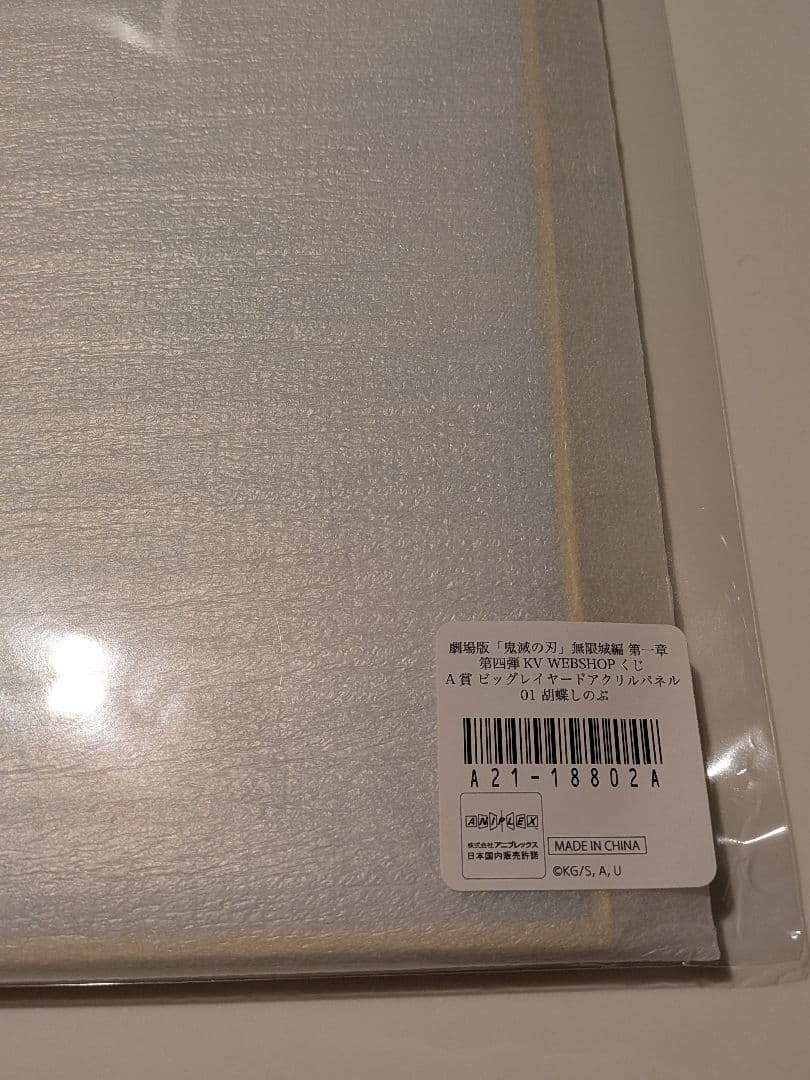 劇場版「鬼滅の刃」無限城編 第一章
第四弾 KV WEBSHOP くじ
A 賞 ビッグレイヤードアクリルパネル
01 胡蝶しのぶ
A21-18802A
ANIPLEX
株式会社アニプレックス
日本国内販売許諾
MADE IN CHINA
©KG/S, A, U